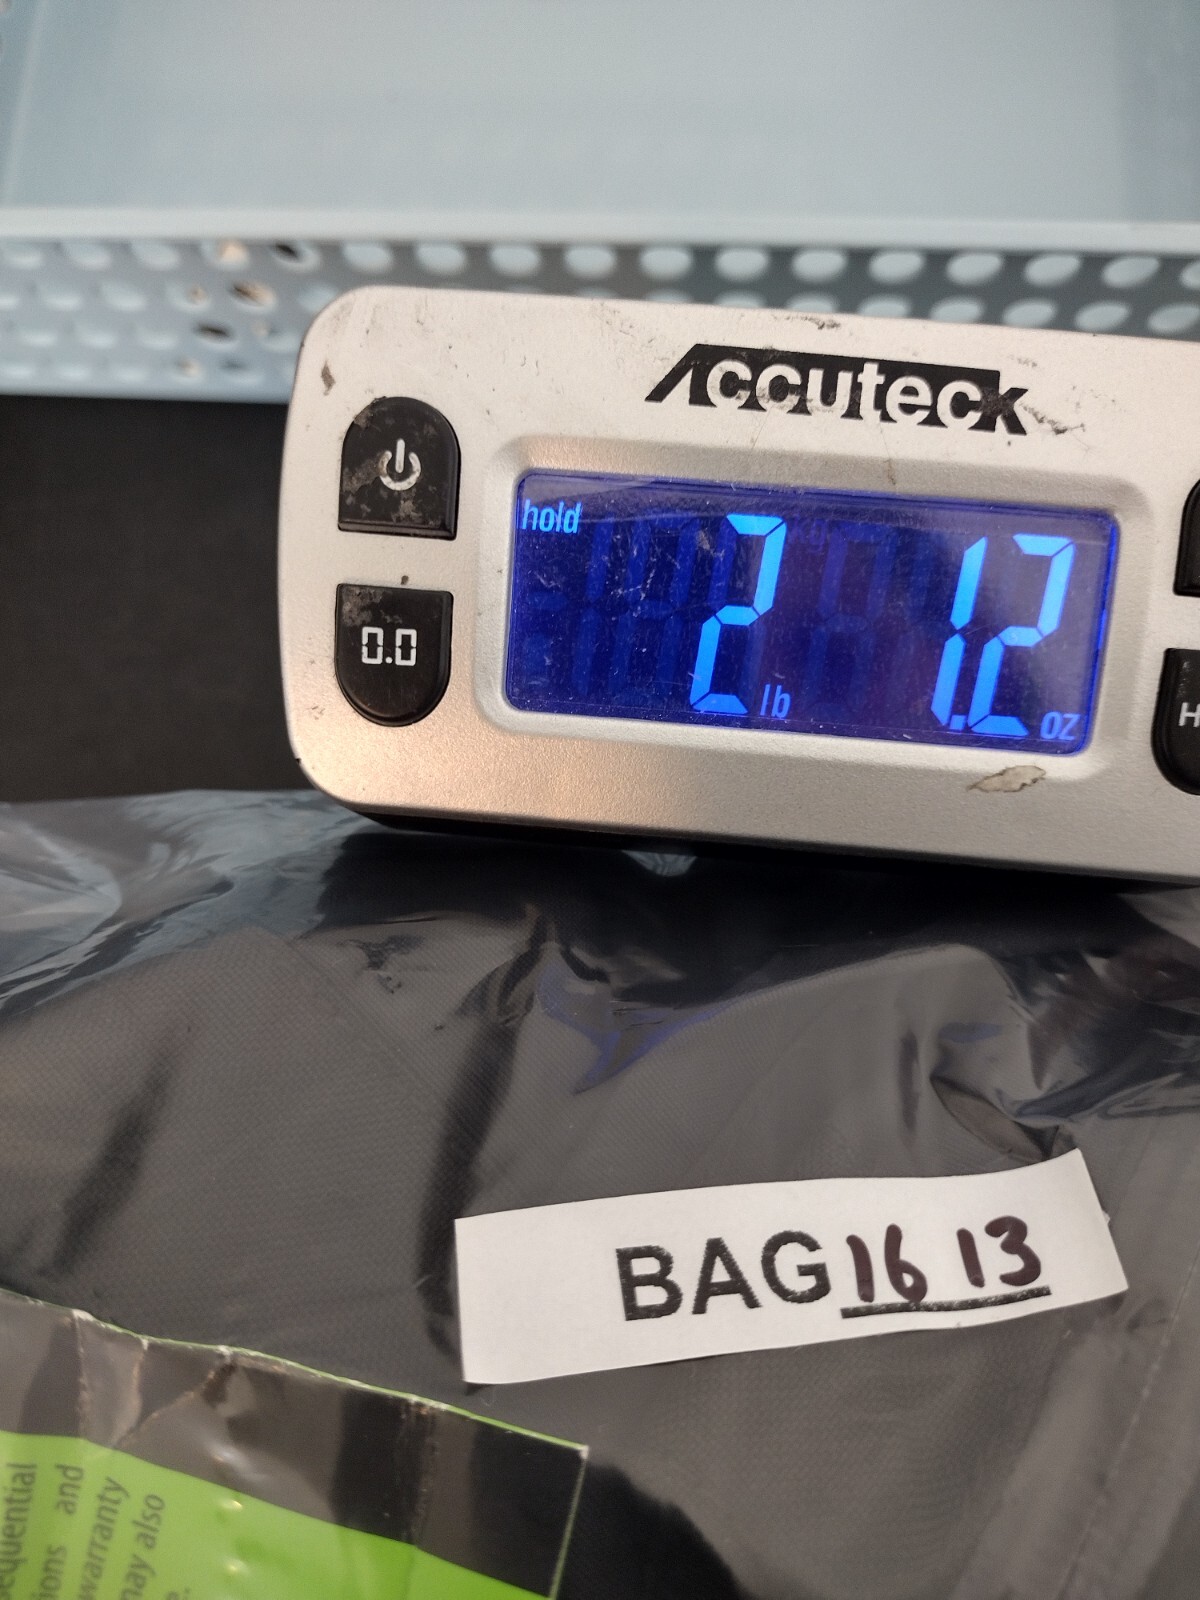 Accuteck
hold
2 lb 1.2 oz
0.0
H
BAG 16 13
equential
ions and
warranty
may also